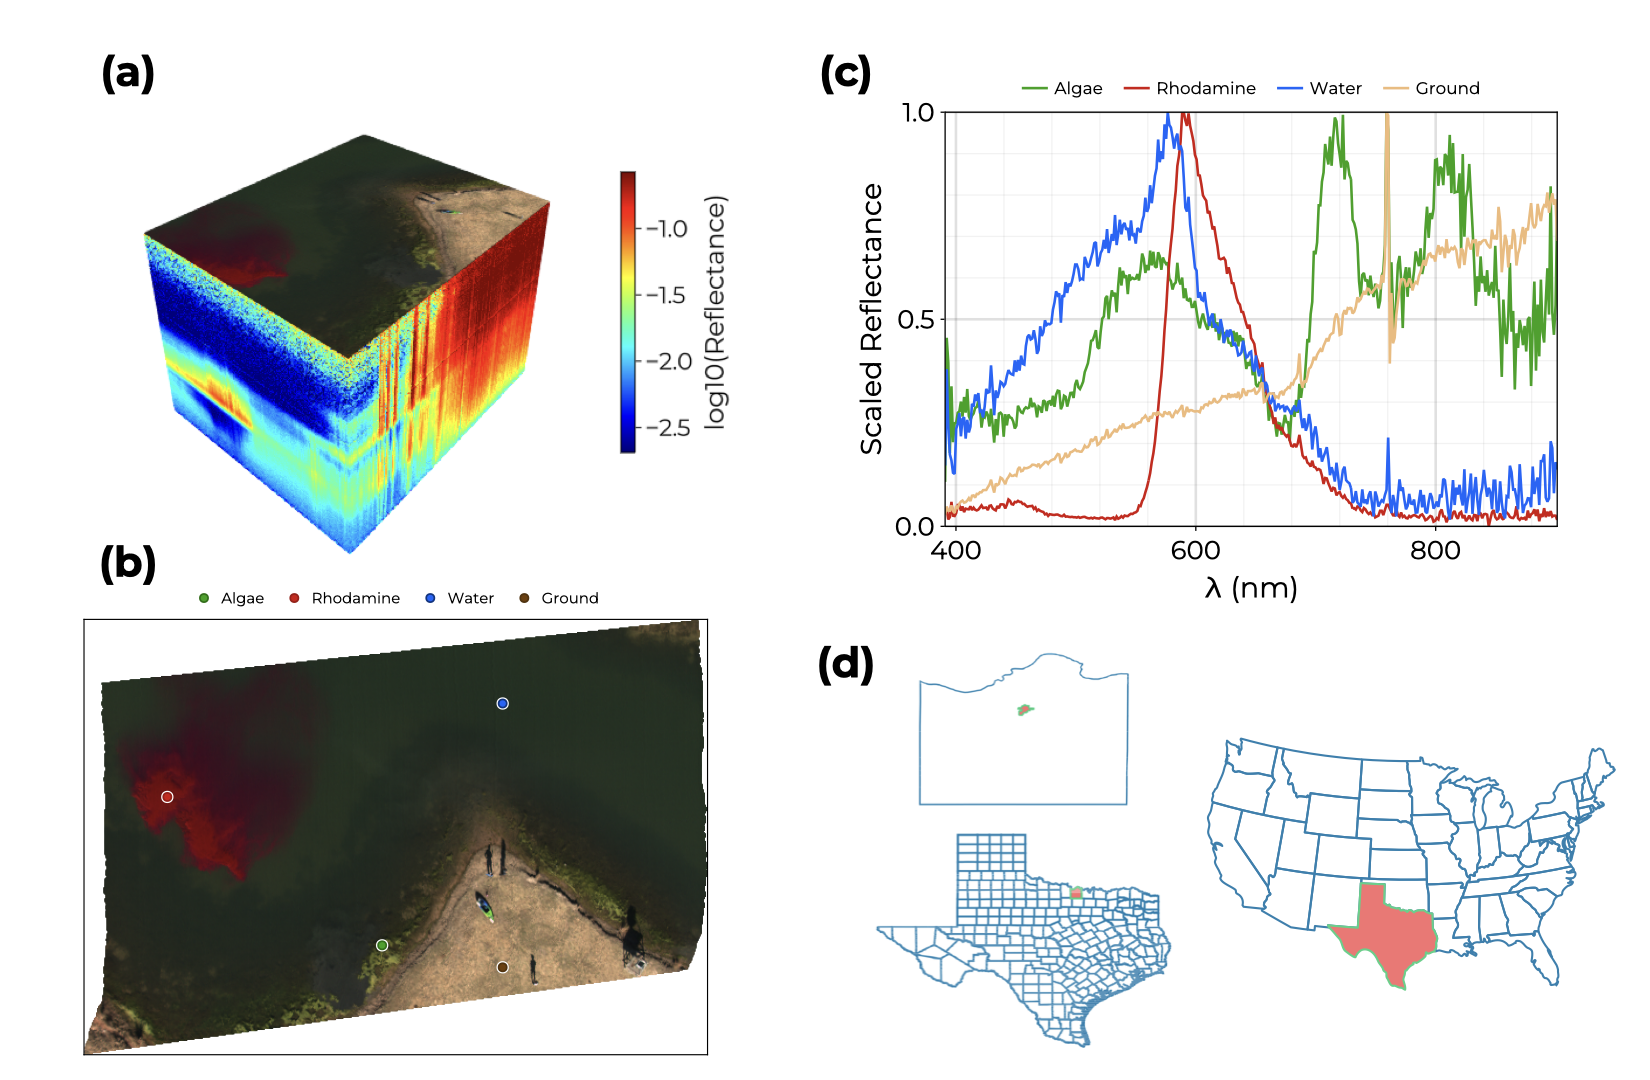 (a)
−1.0
−1.5
−2.0
−2.5
log10(Reflectance)
(b)
Algae Rhodamine Water Ground
(c)
Algae Rhodamine Water Ground
1.0
0.5
0.0
Scaled Reflectance
400 600 800
λ (nm)
(d)